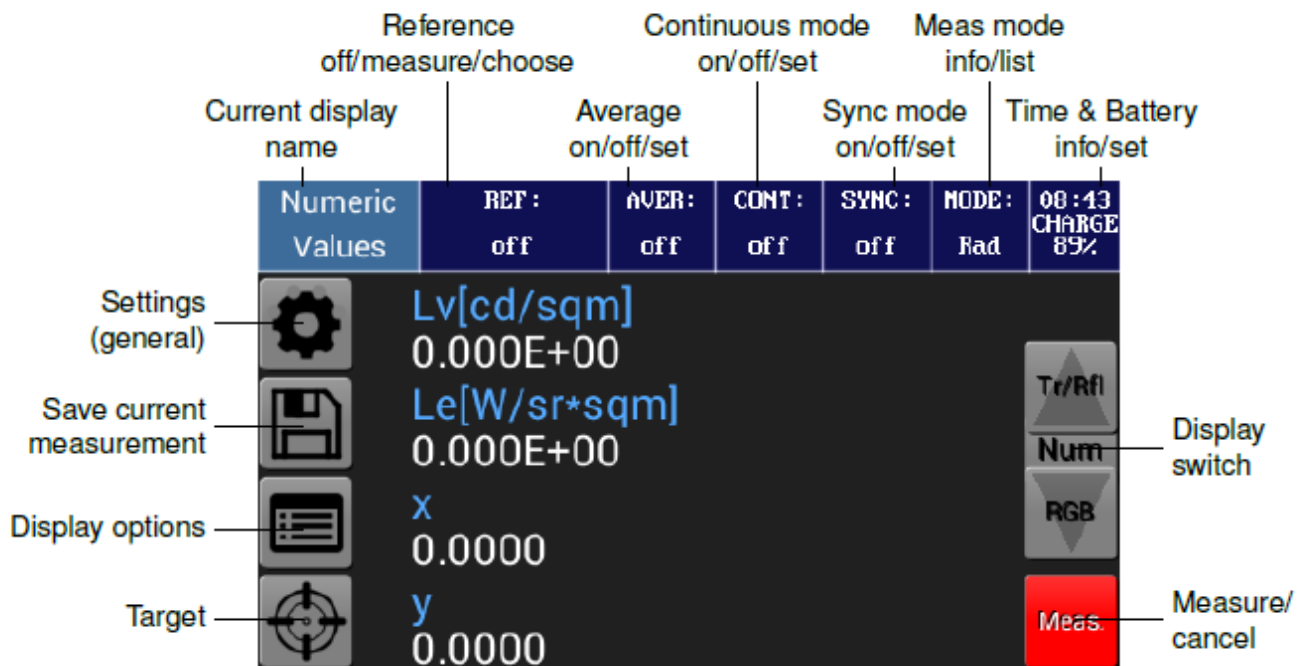 Reference
off/measure/choose
Continuous mode
on/off/set
Meas mode
info/list
Current display
name
Average
on/off/set
Sync mode
on/off/set
Time & Battery
info/set
Numeric
Values
REF:
off
AVER:
off
CONT:
off
SYNC:
off
MODE:
Rad
08:43
CHARGE
89%
Settings
(general)
Lv[cd/sqm]
0.000E+00
Save current
measurement
Le[W/sr*sqm]
0.000E+00
Tr/Rfl
Num
RGB
Display
switch
Display options
x
0.0000
Target
y
0.0000
Meas.
Measure/
cancel